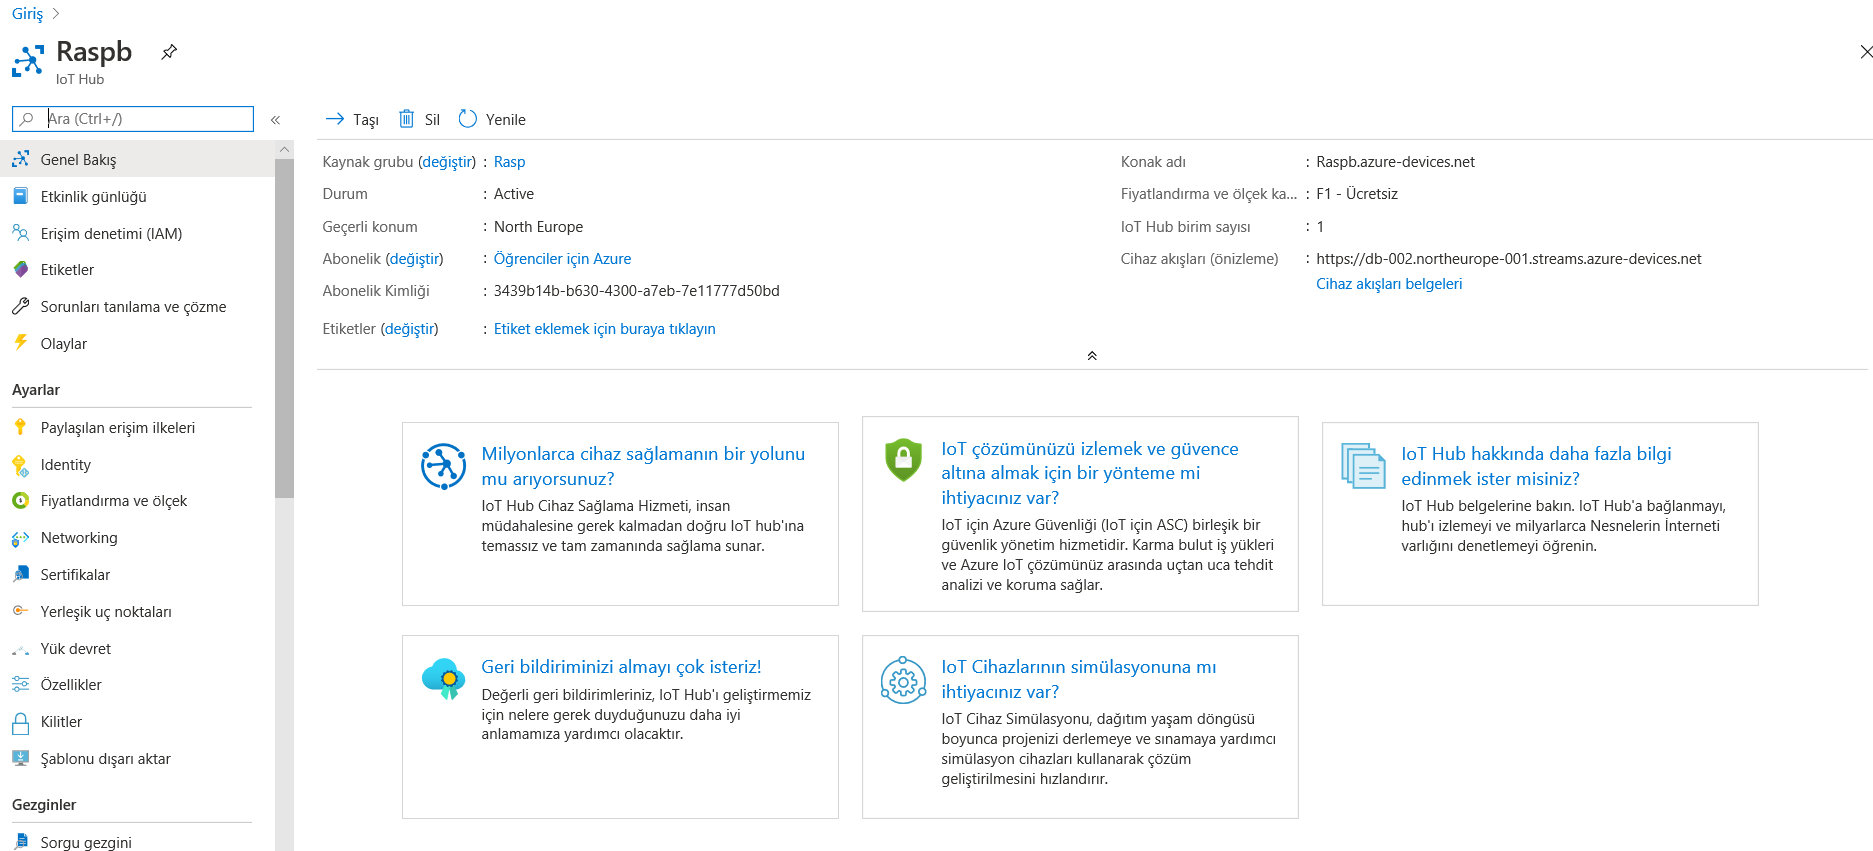 Giriş
Raspb
IoT Hub
Ara (Ctrl+/)
Genel Bakış
Etkinlik günlüğü
Erişim denetimi (IAM)
Etiketler
Sorunları tanılama ve çözme
Olaylar
Ayarlar
Paylaşılan erişim ilkeleri
Identity
Fiyatlandırma ve ölçek
Networking
Sertifikalar
Yerleşik uç noktaları
Yük devret
Özellikler
Kilitler
Şablonu dışarı aktar
Gezginler
Sorgu gezgini
Taşı Sil Yenile
Kaynak grubu (değiştir) : Rasp
Durum : Active
Geçerli konum : North Europe
Abonelik (değiştir) : Öğrenciler için Azure
Abonelik Kimliği : 3439b14b-b630-4300-a7eb-7e11777d50bd
Etiketler (değiştir) : Etiket eklemek için buraya tıklayın
Konak adı : Raspb.azure-devices.net
Fiyatlandırma ve ölçek ka... : F1 - Ücretsiz
IoT Hub birim sayısı : 1
Cihaz akışları (önizleme) : https://db-002.northeurope-001.streams.azure-devices.net
Cihaz akışları belgeleri
Milyonlarca cihaz sağlamanın bir yolunu
mu arıyorsunuz?
IoT Hub Cihaz Sağlama Hizmeti, insan
müdahalesine gerek kalmadan doğru IoT hub'ına
temassız ve tam zamanında sağlama sunar.
IoT çözümünüzü izlemek ve güvence
altına almak için bir yönteme mi
ihtiyacınız var?
IoT için Azure Güvenliği (IoT için ASC) birleşik bir
güvenlik yönetim hizmetidir. Karma bulut iş yükleri
ve Azure IoT çözümünüz arasında uçtan uca tehdit
analizi ve koruma sağlar.
IoT Hub hakkında daha fazla bilgi
edinmek ister misiniz?
IoT Hub belgelerine bakın. IoT Hub'a bağlanmayı,
hub'ı izlemeyi ve milyarlarca Nesnelerin İnterneti
varlığını denetlemeyi öğrenin.
Geri bildiriminizi almayı çok isteriz!
Değerli geri bildirimleriniz, IoT Hub'ı geliştirmemiz
için nelere gerek duyduğunuzu daha iyi
anlamamıza yardımcı olacaktır.
IoT Cihazlarının simülasyonuna mı
ihtiyacınız var?
IoT Cihaz Simülasyonu, dağıtım yaşam döngüsü
boyunca projenizi derlemeye ve sınamaya yardımcı
simülasyon cihazları kullanarak çözüm
geliştirilmesini hızlandırır.